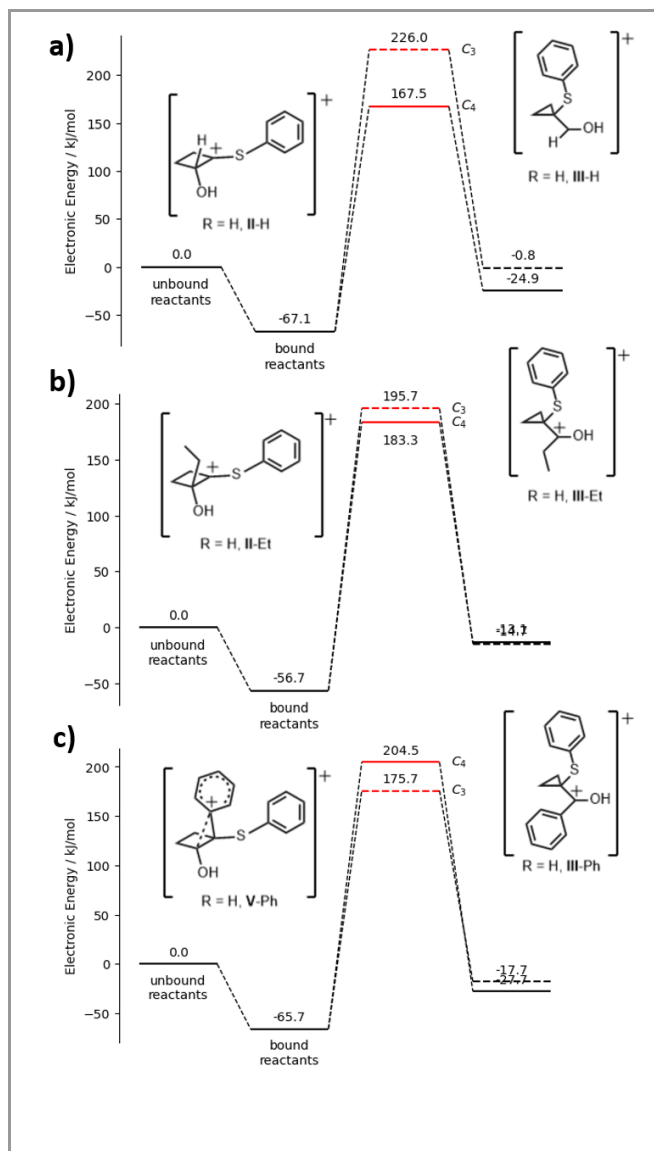 a)
Electronic Energy / kJ/mol
200
150
100
50
0
−50
226.0
C3
167.5
C4
H
+
S
OH
R = H, II-H
+
S
OH
H
R = H, III-H
0.0
unbound
reactants
-67.1
bound
reactants
-0.8
-24.9
b)
Electronic Energy / kJ/mol
200
150
100
50
0
−50
195.7
C3
C4
183.3
+
S
OH
+
R = H, II-Et
+
S
+
OH
R = H, III-Et
0.0
unbound
reactants
-56.7
bound
reactants
c)
Electronic Energy / kJ/mol
200
150
100
50
0
−50
204.5
C4
175.7
C3
+
S
OH
+
R = H, V-Ph
+
S
+
OH
R = H, III-Ph
0.0
unbound
reactants
-65.7
bound
reactants
-17.7
-27.7